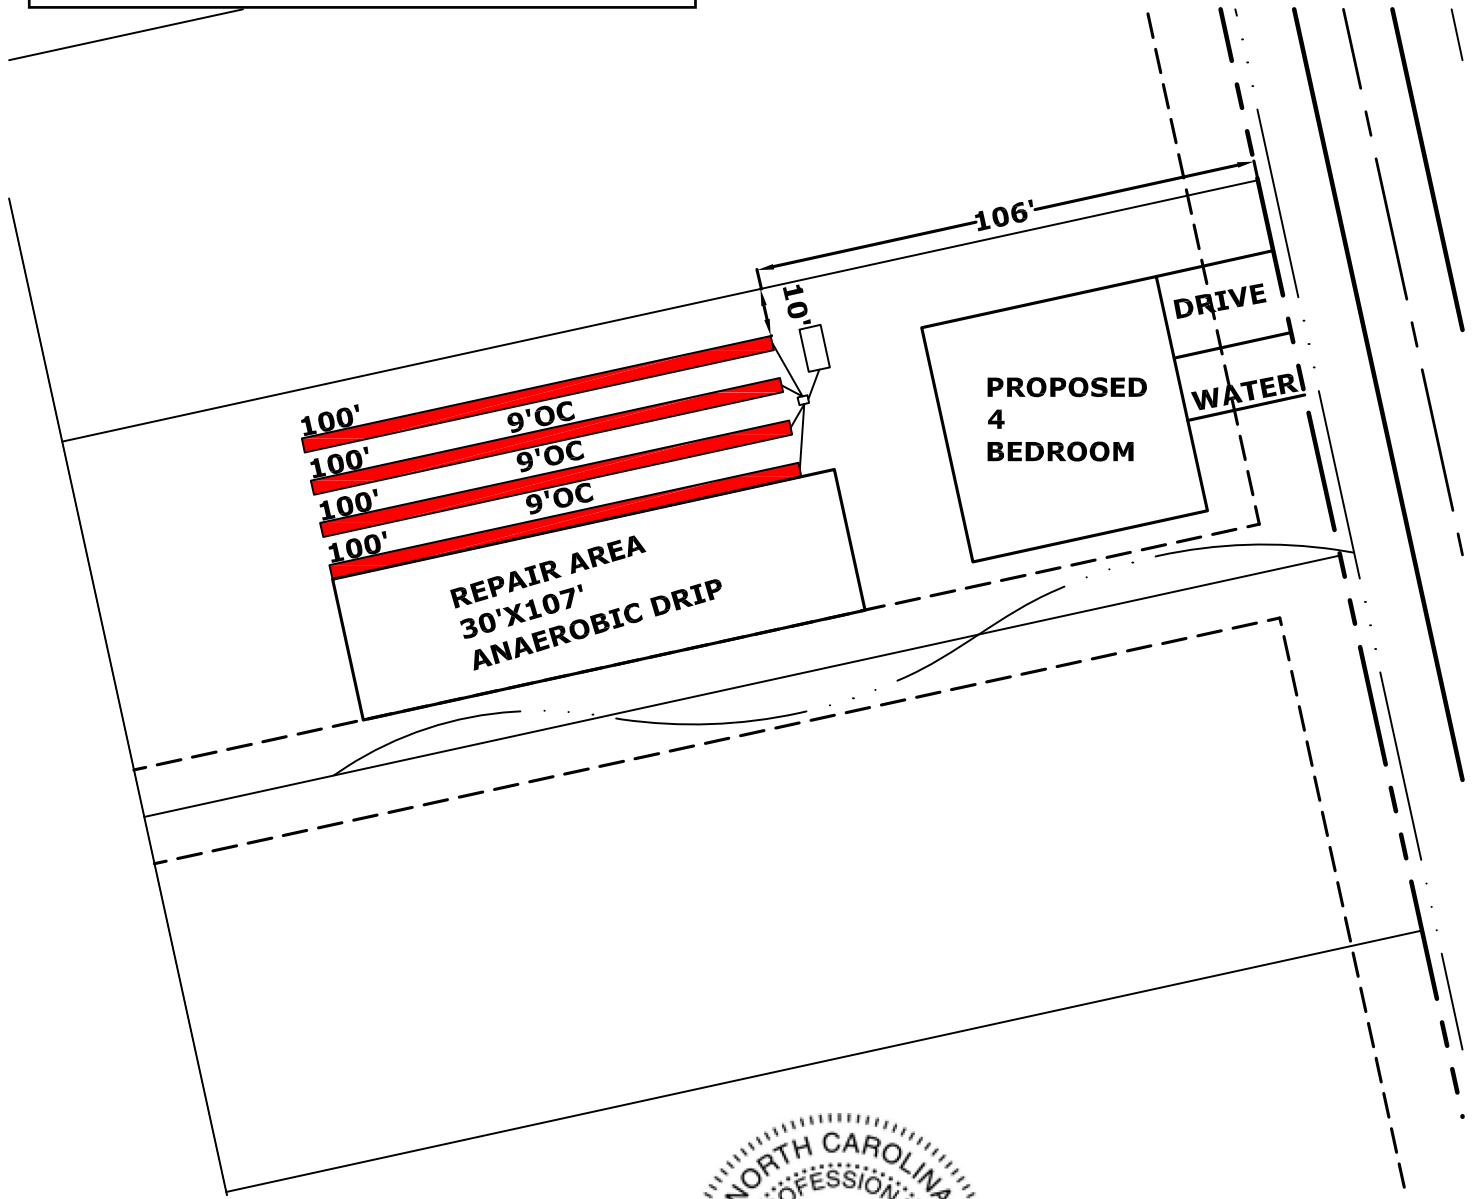 106'
10'
DRIVE
100'
9'OC
PROPOSED
4
BEDROOM
WATER
100'
9'OC
100'
9'OC
100'
REPAIR AREA
30'X107'
ANAEROBIC DRIP
NORTH CAROLINA